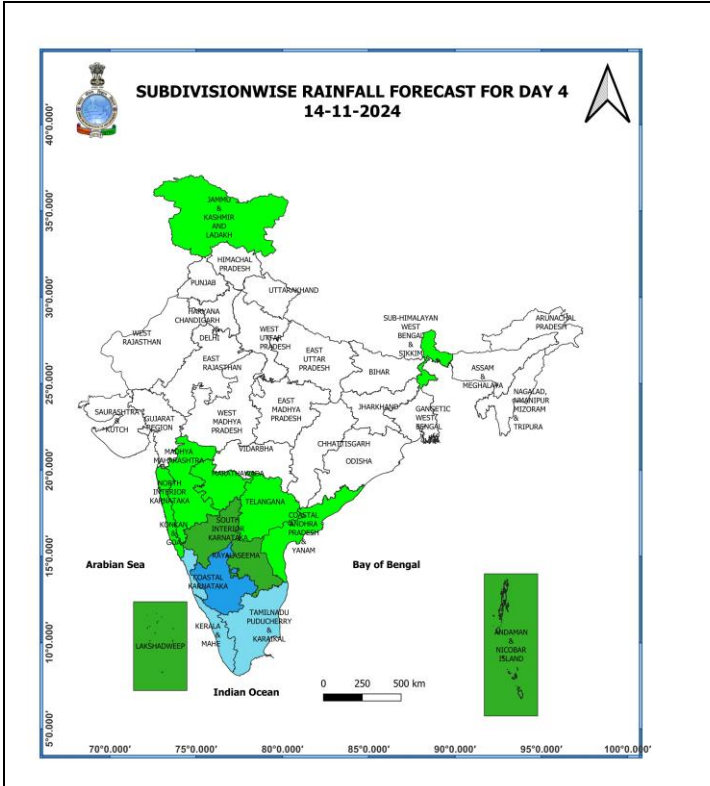 SUBDIVISIONWISE RAINFALL FORECAST FOR DAY 4
14-11-2024
40°0.000'
35°0.000'
30°0.000'
25°0.000'
20°0.000'
15°0.000'
10°0.000'
5°0.000'
JAMMU
&
KASHMIR
AND
LADAKH
HIMACHAL
PRADESH
PUNJAB
UTTARAKHAND
HARYANA
CHANDIGARH
&
DELHI
WEST
RAJASTHAN
WEST
UTTAR
PRADESH
EAST
RAJASTHAN
EAST
UTTAR
PRADESH
SUB-HIMALAYAN
WEST
BENGAL
&
SIKKIM
ARUNACHAL
PRADESH
ASSAM
&
MEGHALAYA
BIHAR
NAGALAD,
MANIPUR
MIZORAM
&
TRIPURA
SAURASHTRA
&
KUTCH
GUJARAT
REGION
WEST
MADHYA
PRADESH
EAST
MADHYA
PRADESH
JHARKHAND
GANGETIC
WEST
BENGAL
CHHATTISGARH
ODISHA
VIDARBHA
MADHYA
MAHARASHTRA
MARATHAWADA
NORTH
INTERIOR
KARNATAKA
TELANGANA
KONKAN
&
GOA
SOUTH
INTERIOR
KARNATAKA
COASTAL
ANDHRA
PRADESH
&
YANAM
RAYALASEEMA
Arabian Sea
Bay of Bengal
COASTAL
KARNATAKA
TAMILNADU
PUDUCHERRY
&
KARAIKAL
KERALA
&
MAHE
LAKSHADWEEP
ANDAMAN
&
NICOBAR
ISLAND
Indian Ocean
0 250 500 km
70°0.000' 75°0.000' 80°0.000' 85°0.000' 90°0.000' 95°0.000' 100°0.000'